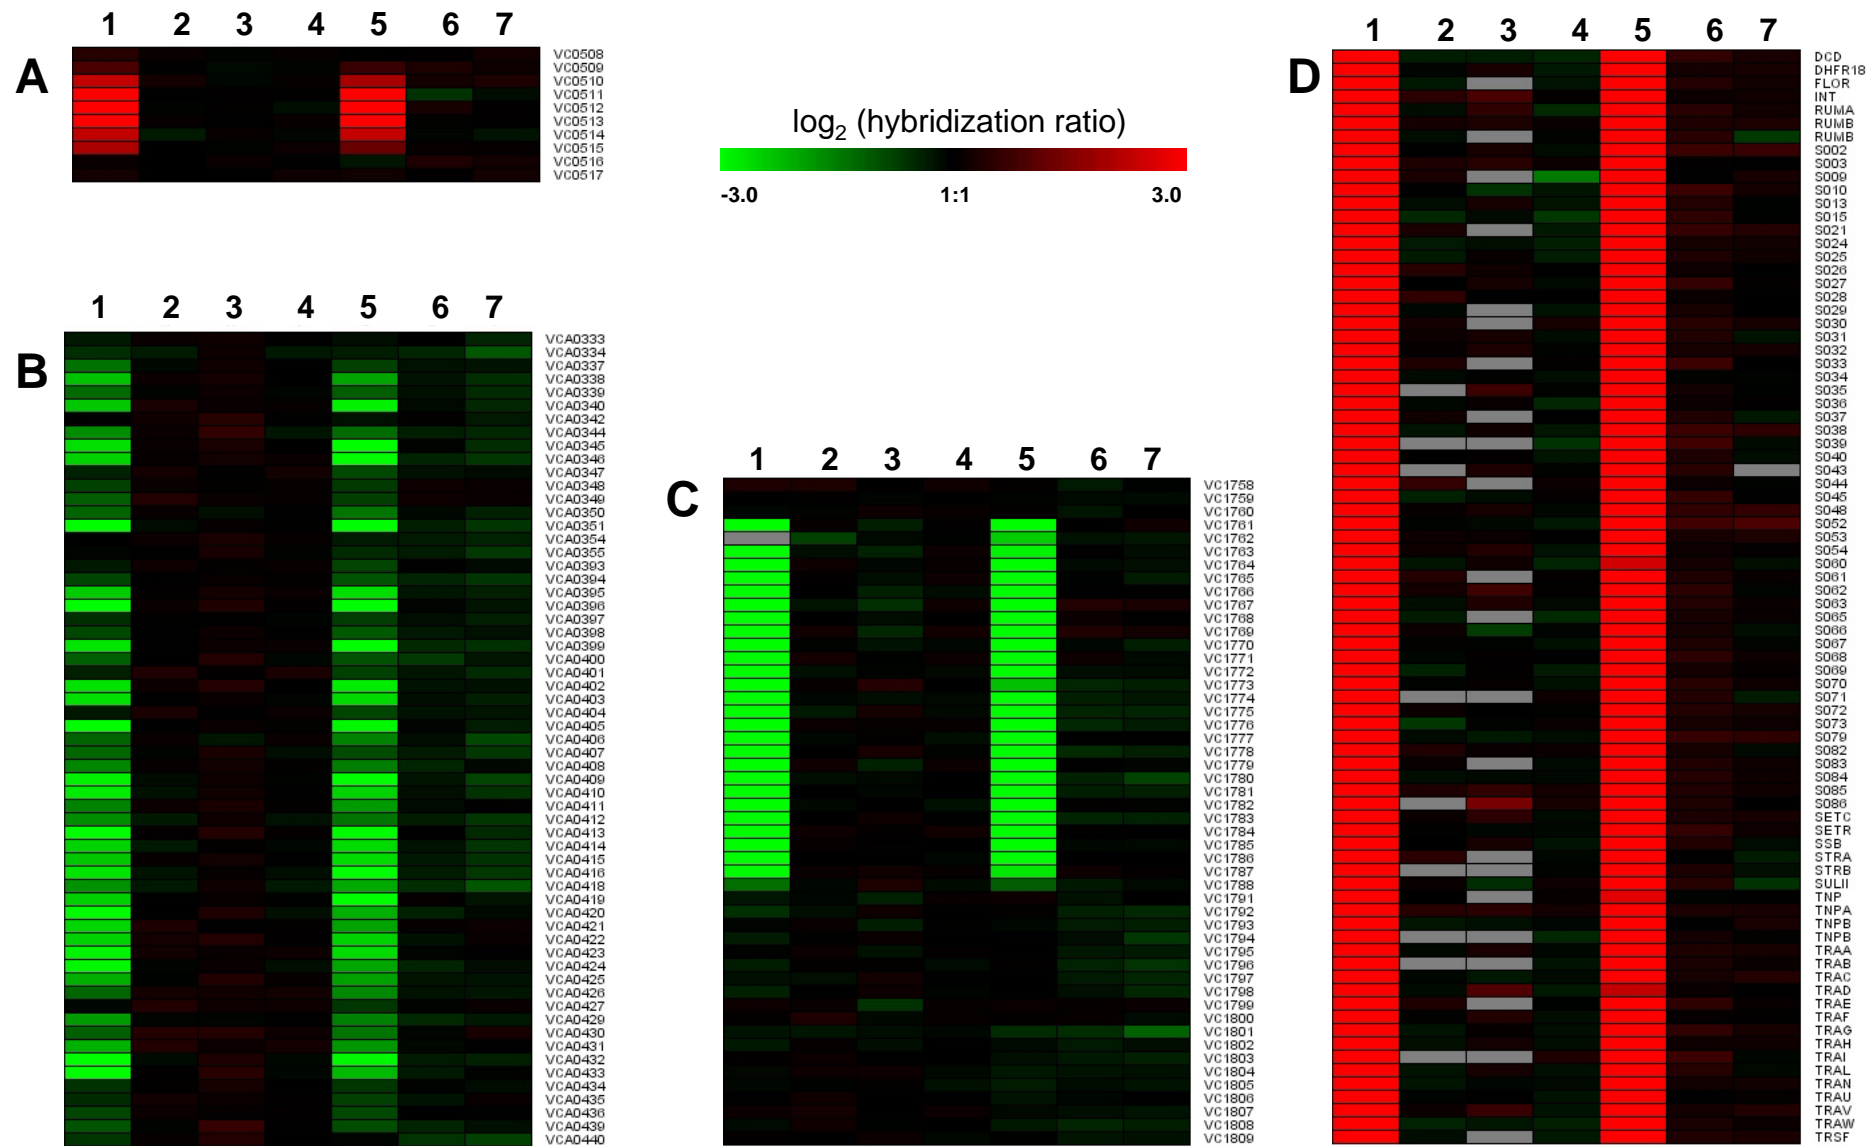 A
1 2 3 4 5 6 7
VC0508
VC0509
VC0510
VC0511
VC0512
VC0513
VC0514
VC0515
VC0516
VC0517
log2 (hybridization ratio)
-3.0 1:1 3.0
B
1 2 3 4 5 6 7
VCA0333
VCA0334
VCA0337
VCA0338
VCA0339
VCA0340
VCA0342
VCA0344
VCA0345
VCA0346
VCA0347
VCA0348
VCA0349
VCA0350
VCA0351
VCA0354
VCA0355
VCA0393
VCA0394
VCA0395
VCA0396
VCA0397
VCA0398
VCA0399
VCA0400
VCA0401
VCA0402
VCA0403
VCA0404
VCA0405
VCA0406
VCA0407
VCA0408
VCA0409
VCA0410
VCA0411
VCA0412
VCA0413
VCA0414
VCA0415
VCA0416
VCA0418
VCA0419
VCA0420
VCA0421
VCA0422
VCA0423
VCA0424
VCA0425
VCA0426
VCA0427
VCA0429
VCA0430
VCA0431
VCA0432
VCA0433
VCA0434
VCA0435
VCA0436
VCA0439
VCA0440
C
1 2 3 4 5 6 7
VC1758
VC1759
VC1760
VC1761
VC1762
VC1763
VC1764
VC1765
VC1766
VC1767
VC1768
VC1769
VC1770
VC1771
VC1772
VC1773
VC1774
VC1775
VC1776
VC1777
VC1778
VC1779
VC1780
VC1781
VC1782
VC1783
VC1784
VC1785
VC1786
VC1787
VC1788
VC1791
VC1792
VC1793
VC1794
VC1795
VC1796
VC1797
VC1798
VC1799
VC1800
VC1801
VC1802
VC1803
VC1804
VC1805
VC1806
VC1807
VC1808
VC1809
D
1 2 3 4 5 6 7
DCD
DHFR18
FLOR
INT
RUMA
RUMB
RUMB
S002
S003
S009
S010
S013
S015
S021
S024
S025
S026
S027
S028
S029
S030
S031
S032
S033
S034
S035
S036
S037
S038
S039
S040
S043
S044
S045
S048
S052
S053
S054
S060
S061
S062
S063
S065
S066
S067
S068
S069
S070
S071
S072
S073
S079
S082
S083
S084
S085
S086
SETC
SETR
SSB
STRA
STRB
SULII
TNP
TNPA
TNPB
TNPB
TRAA
TRAB
TRAC
TRAD
TRAE
TRAF
TRAG
TRAH
TRAI
TRAL
TRAN
TRAU
TRAV
TRAW
TRSF